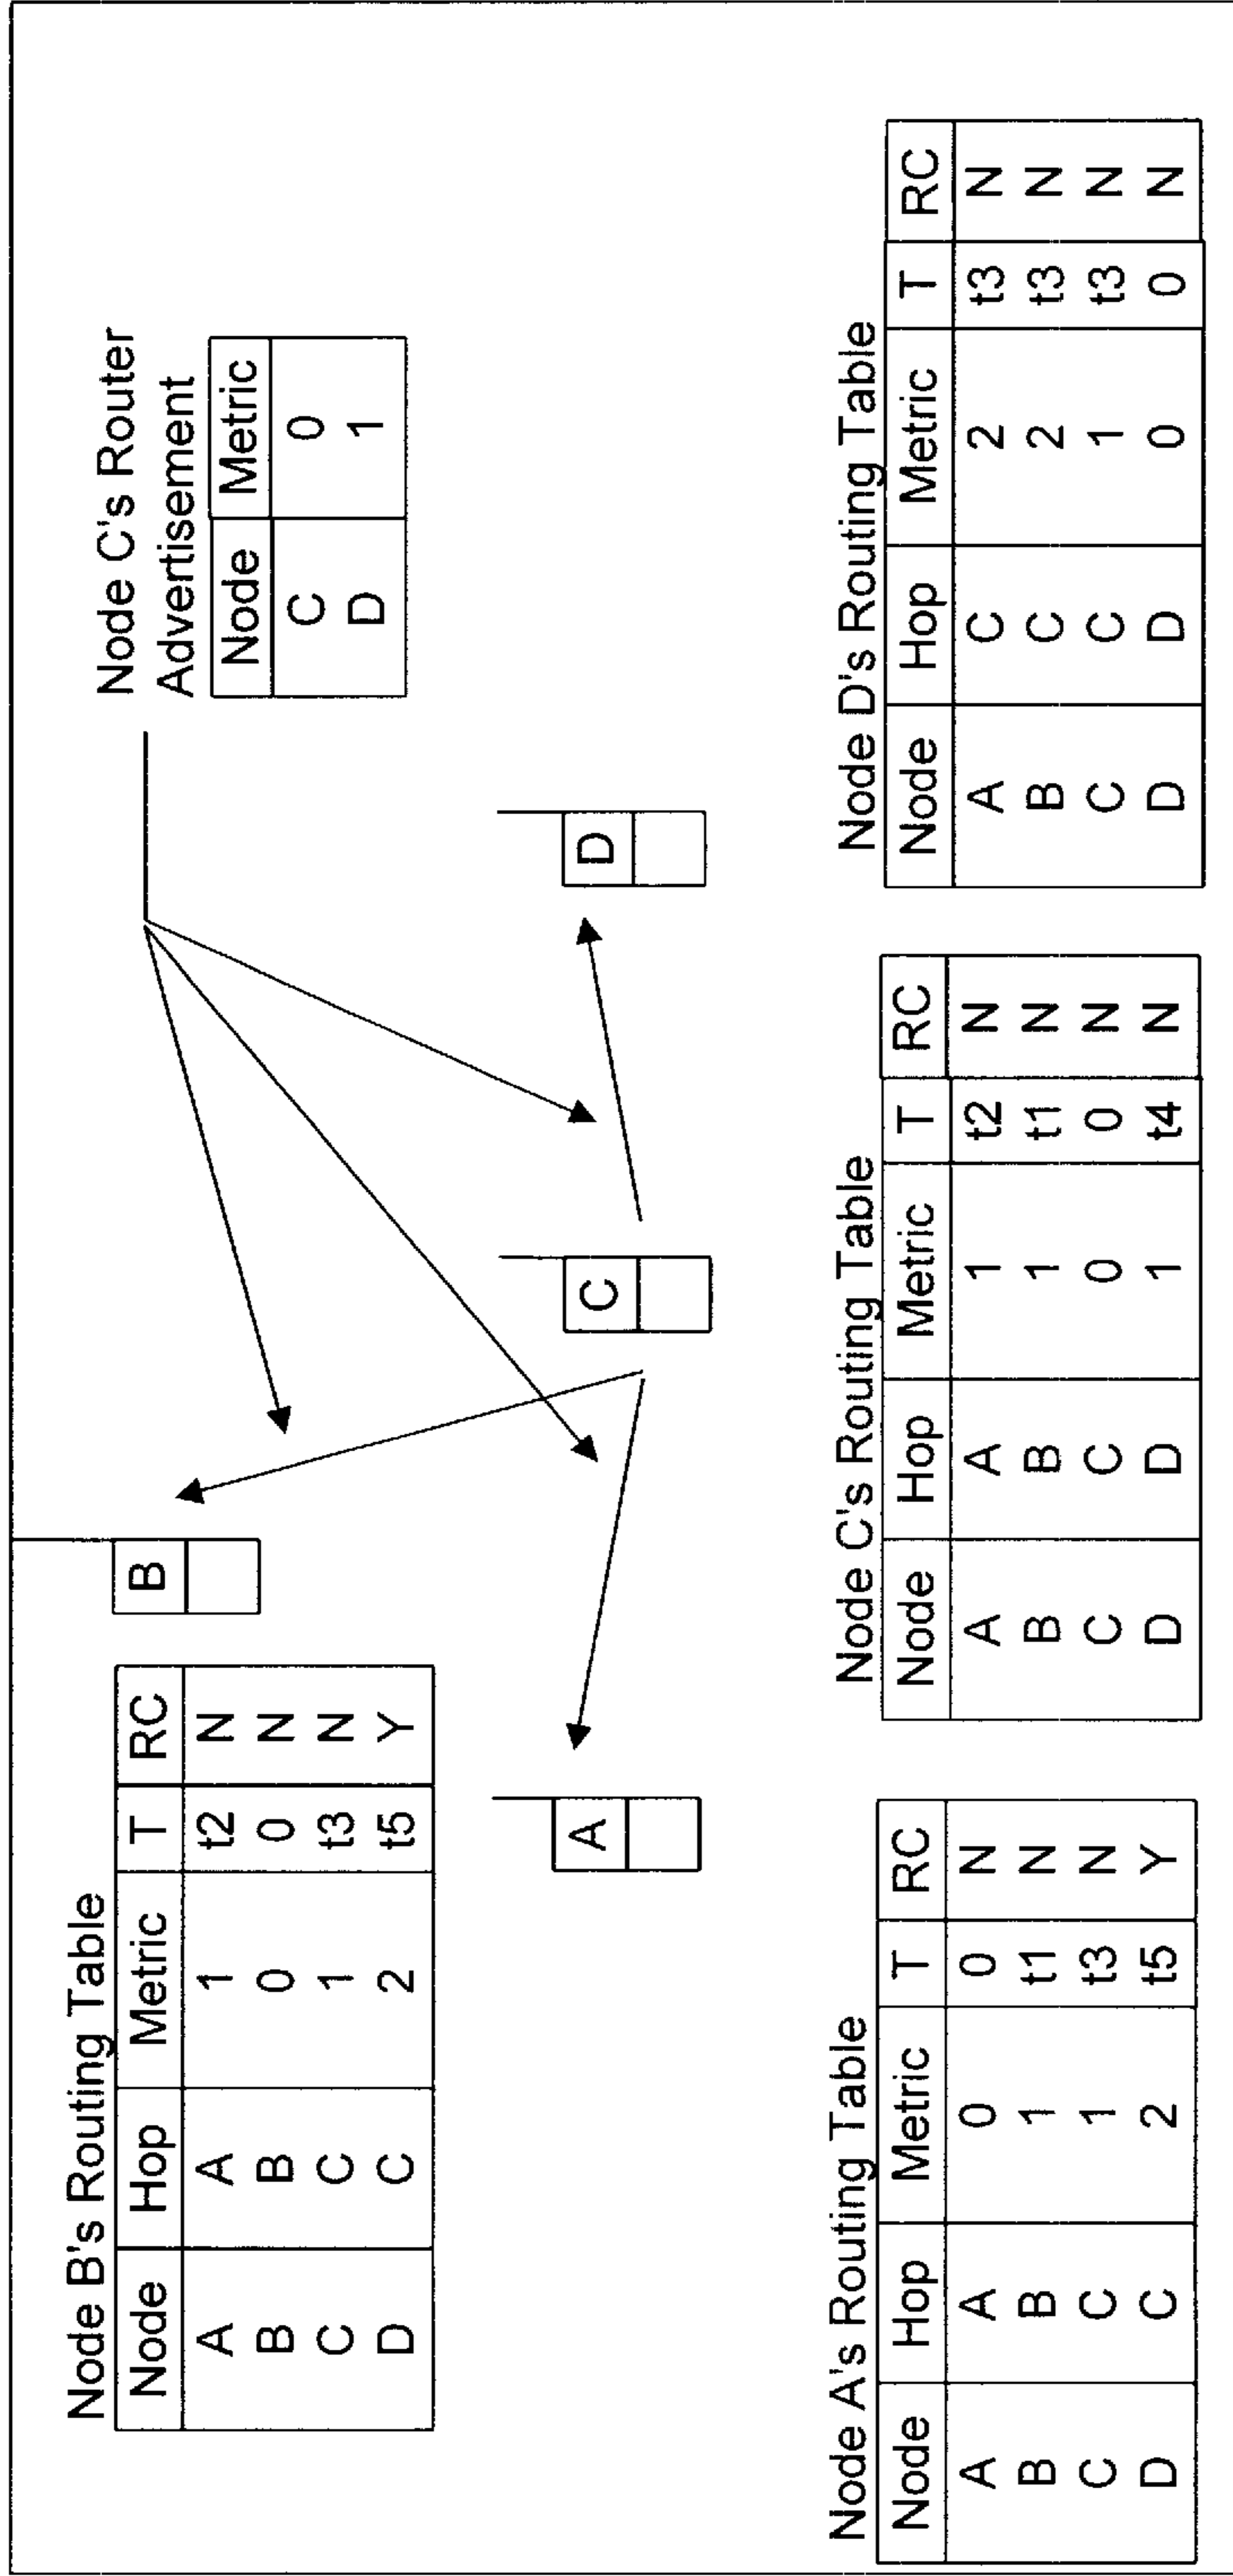 Node B's Routing Table
Node Hop Metric T RC
A A 1 t2 N
B B 0 0 N
C C 1 t3 N
D C 2 t5 Y
B
Node C's Router
Advertisement
Node Metric
C 0
D 1
A
C
D
Node A's Routing Table
Node Hop Metric T RC
A A 0 0 N
B B 1 t1 N
C C 1 t3 N
D C 2 t5 Y
Node C's Routing Table
Node Hop Metric T RC
A A 1 t2 N
B B 1 t1 N
C C 0 0 N
D D 1 t4 N
Node D's Routing Table
Node Hop Metric T RC
A C 2 t3 N
B C 2 t3 N
C C 1 t3 N
D D 0 0 N